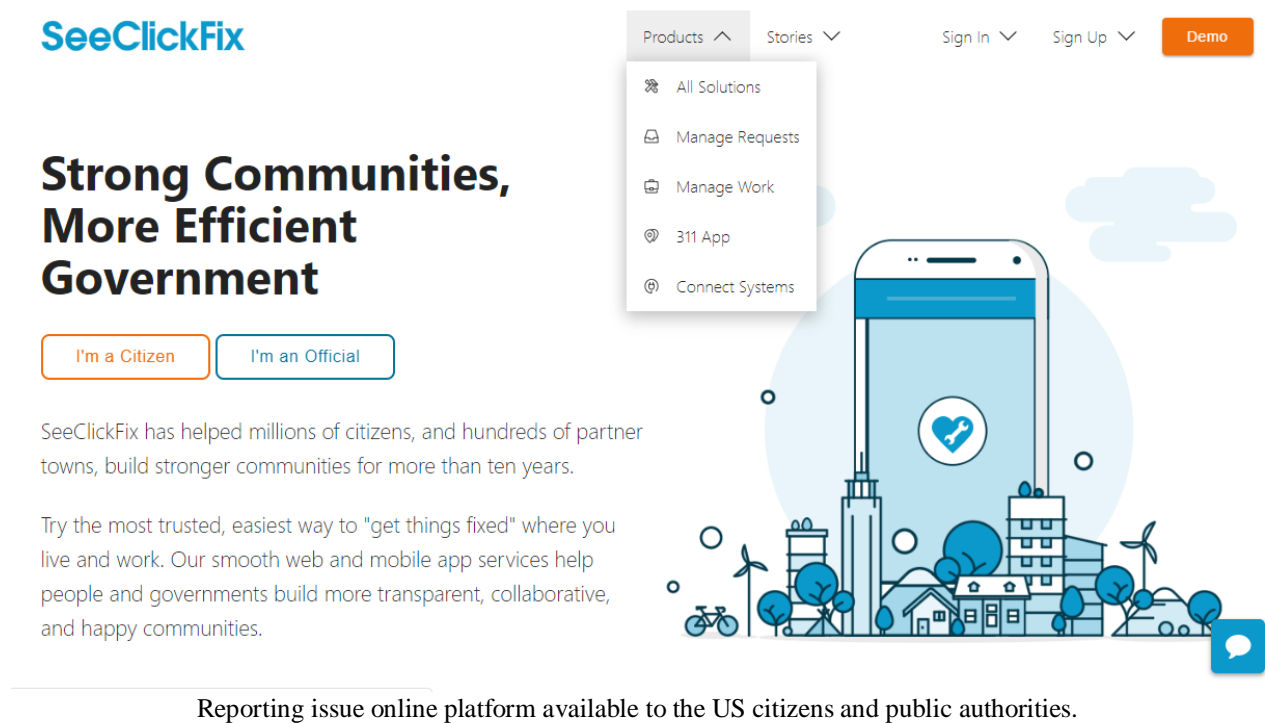 SeeClickFix
Products
Stories
Sign In
Sign Up
Demo
All Solutions
Manage Requests
Manage Work
311 App
Connect Systems
Strong Communities,
More Efficient
Government
I'm a Citizen
I'm an Official
SeeClickFix has helped millions of citizens, and hundreds of partner
towns, build stronger communities for more than ten years.
Try the most trusted, easiest way to "get things fixed" where you
live and work. Our smooth web and mobile app services help
people and governments build more transparent, collaborative,
and happy communities.
Reporting issue online platform available to the US citizens and public authorities.